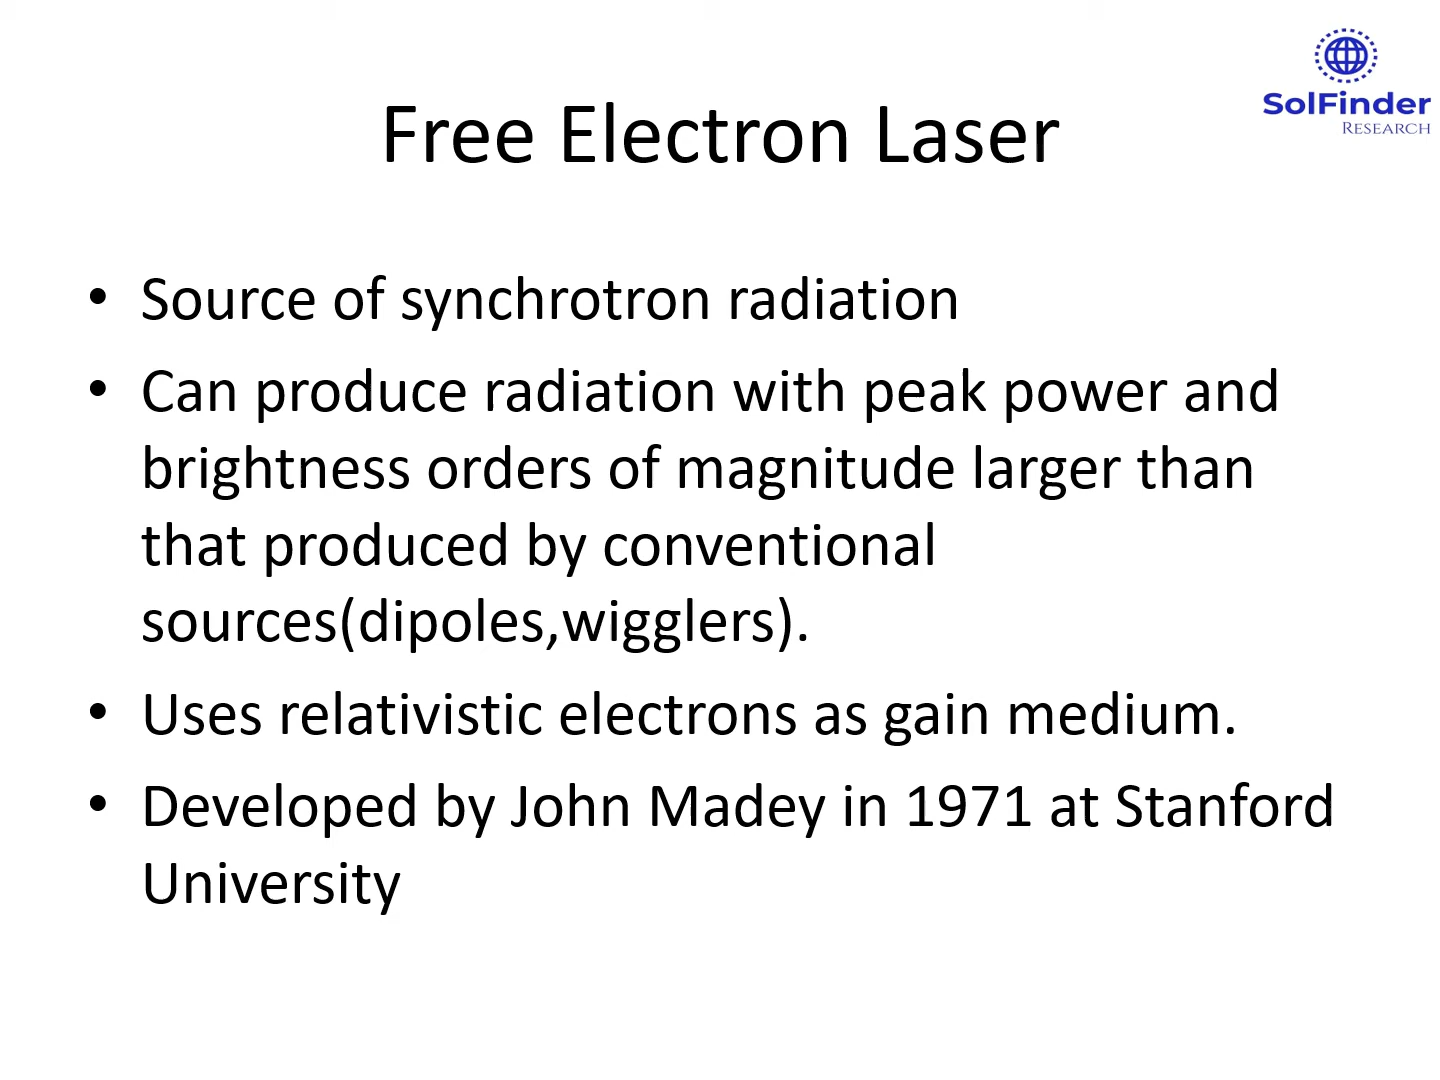 SolFinder
RESEARCH
Free Electron Laser
• Source of synchrotron radiation
• Can produce radiation with peak power and
brightness orders of magnitude larger than
that produced by conventional
sources(dipoles,wigglers).
• Uses relativistic electrons as gain medium.
• Developed by John Madey in 1971 at Stanford
University